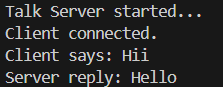 Talk Server started...
Client connected.
Client says: Hii
Server reply: Hello